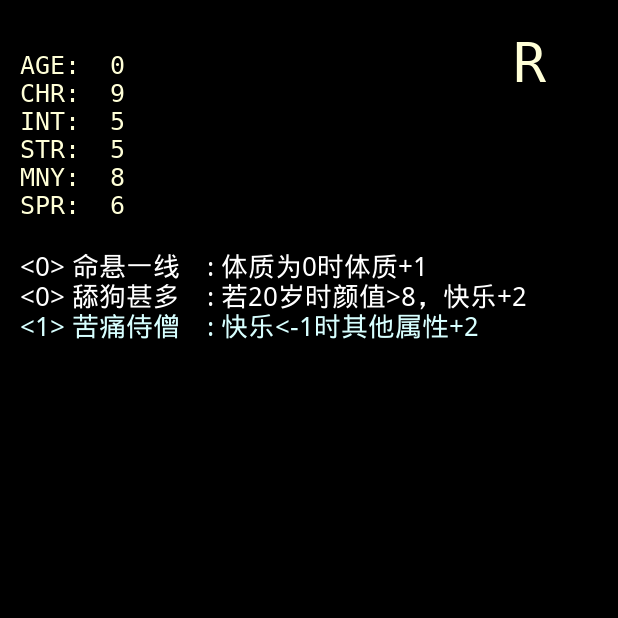 R
AGE: 0
CHR: 9
INT: 5
STR: 5
MNY: 8
SPR: 6
<0> 命悬一线 : 体质为0时体质+1
<0> 舔狗甚多 : 若20岁时颜值>8，快乐+2
<1> 苦痛侍僧 : 快乐<-1时其他属性+2